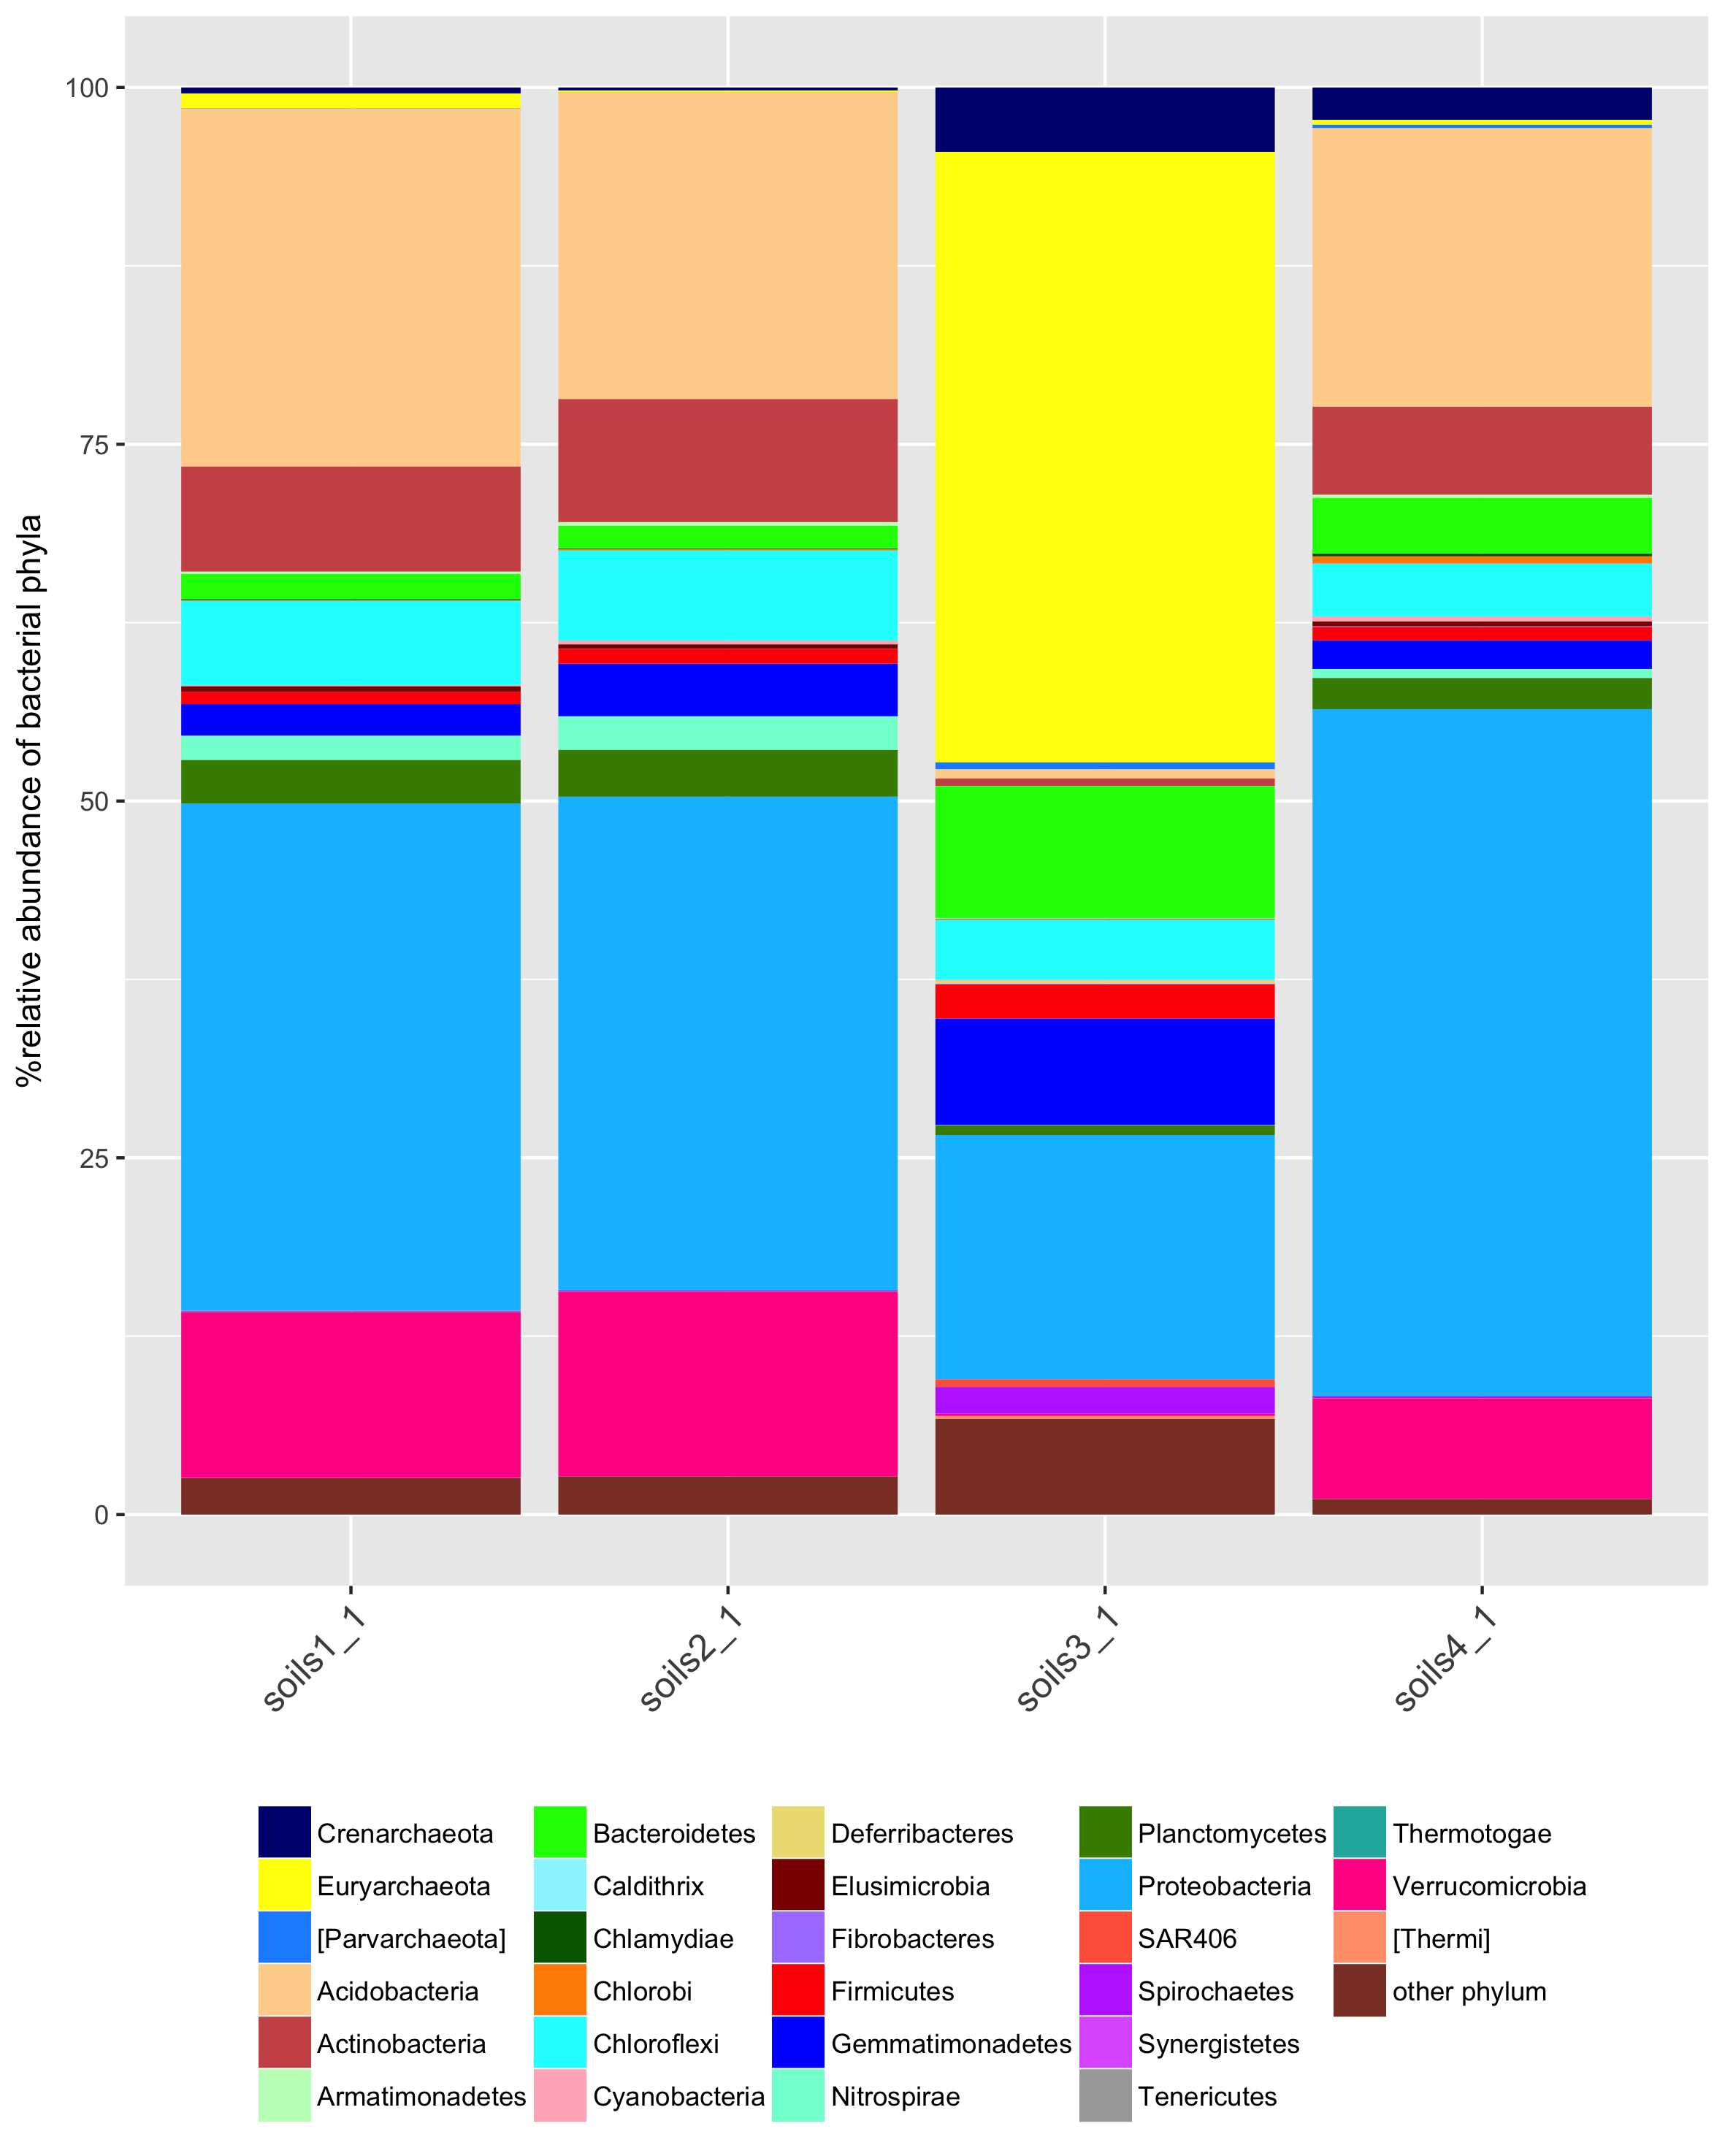 %relative abundance of bacterial phyla
100
75
50
25
0
soils1_1
soils2_1
soils3_1
soils4_1
Crenarchaeota
Euryarchaeota
[Parvarchaeota]
Acidobacteria
Actinobacteria
Armatimonadetes
Bacteroidetes
Caldithrix
Chlamydiae
Chlorobi
Chloroflexi
Cyanobacteria
Deferribacteres
Elusimicrobia
Fibrobacteres
Firmicutes
Gemmatimonadetes
Nitrospirae
Planctomycetes
Proteobacteria
SAR406
Spirochaetes
Synergistetes
Tenericutes
Thermotogae
Verrucomicrobia
[Thermi]
other phylum